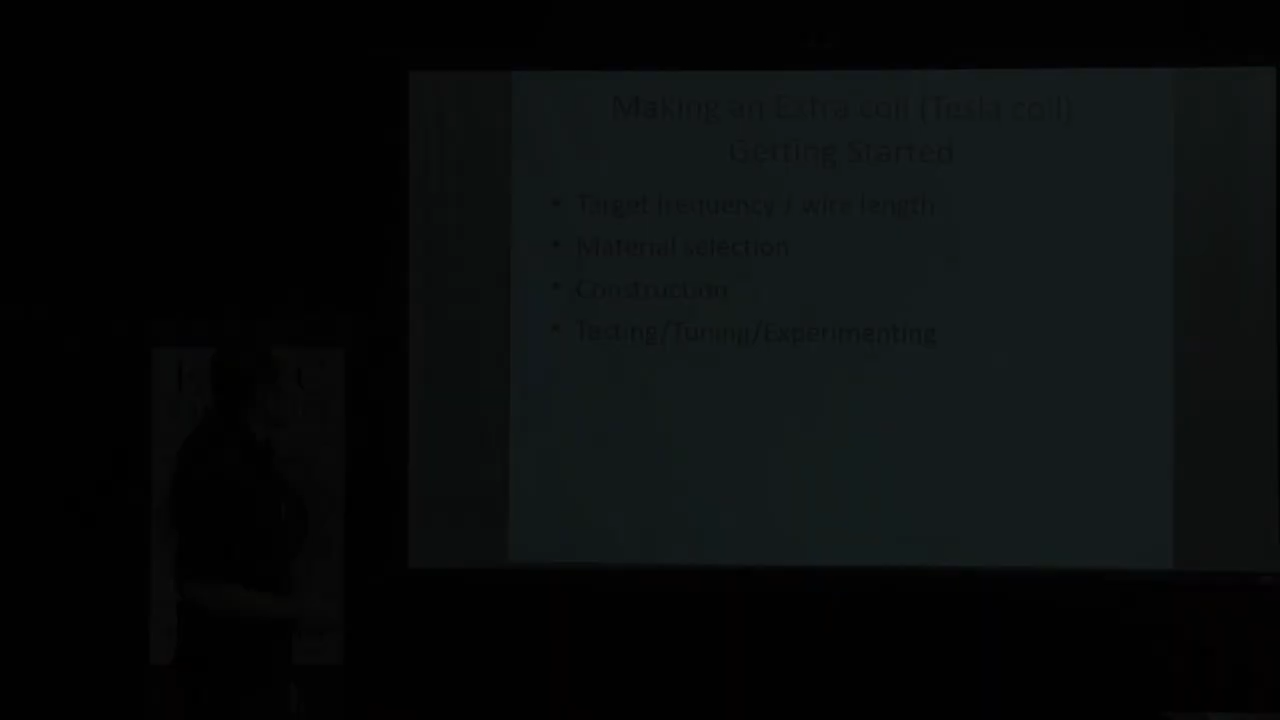 Making an Extra coil (Tesla coil)
Getting Started
• Target frequency / wire length
• Material selection
• Construction
• Testing/Tuning/Experimenting